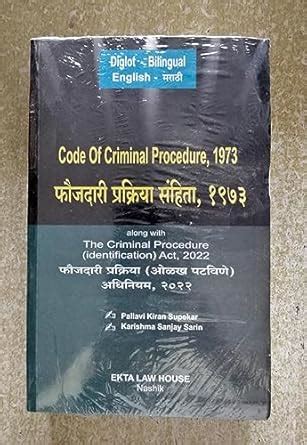 Diglot - Bilingual
English - मराठी
Code Of Criminal Procedure, 1973
फौजदारी प्रक्रिया संहिता, १९७३
along with
The Criminal Procedure
(identification) Act, 2022
फौजदारी प्रक्रिया (ओळख पटविणे)
अधिनियम, २०२२
Pallavi Kiran Supekar
Karishma Sanjay Sarin
EKTA LAW HOUSE
Nashik